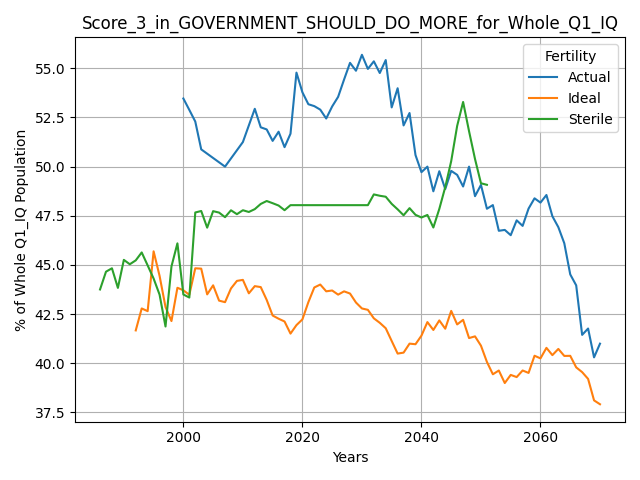 Score_3_in_GOVERNMENT_SHOULD_DO_MORE_for_Whole_Q1_IQ
Fertility
Actual
Ideal
Sterile
% of Whole Q1_IQ Population
55.0
52.5
50.0
47.5
45.0
42.5
40.0
37.5
2000
2020
2040
2060
Years